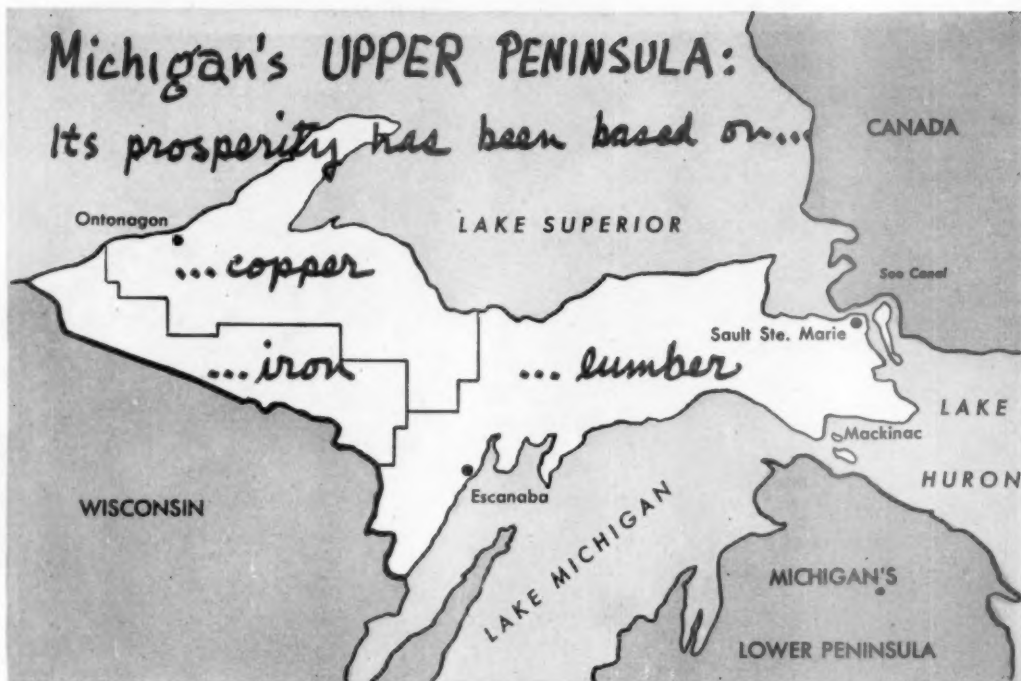 Michigan's UPPER PENINSULA:
Its prosperity has been based on...
CANADA
Ontonagon
LAKE SUPERIOR
...copper
Soo Canal
Sault Ste. Marie
...iron
... lumber
LAKE
HURON
Mackinac
Escanaba
WISCONSIN
LAKE MICHIGAN
MICHIGAN'S
LOWER PENINSULA